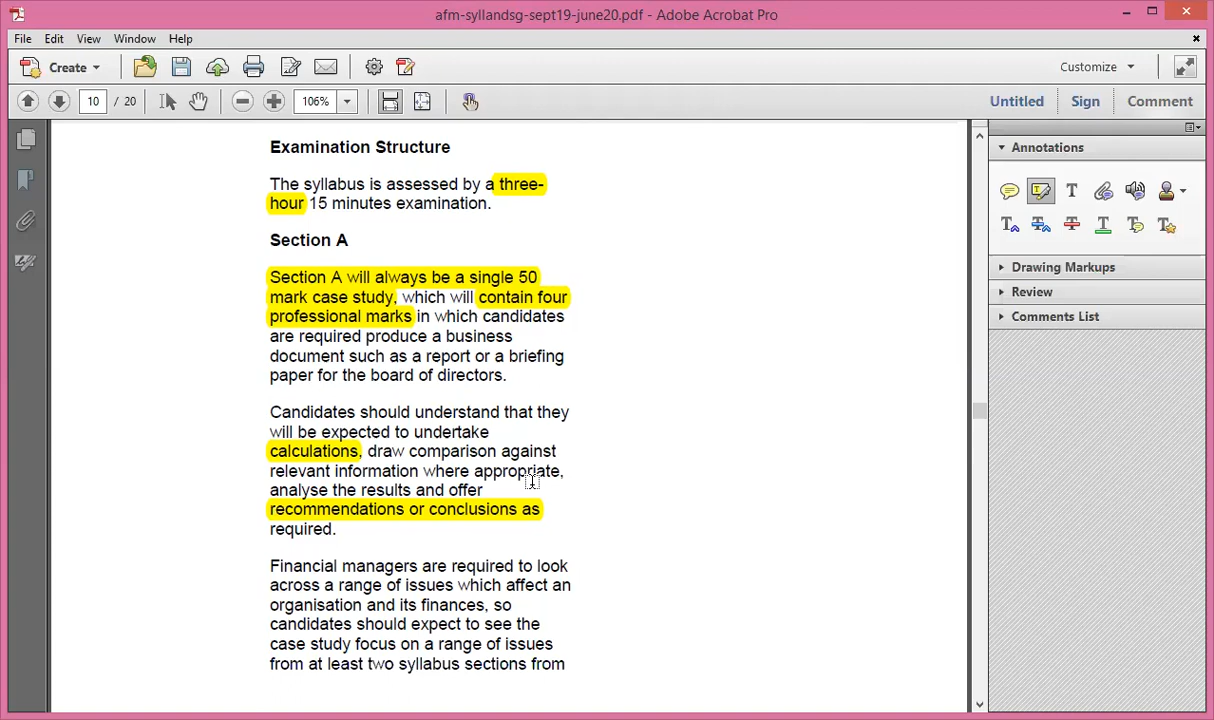 afm-syllandsg-sept19-june20.pdf - Adobe Acrobat Pro
File Edit View Window Help
Create
Customize
10 / 20
106%
Untitled
Sign
Comment
Examination Structure
The syllabus is assessed by a three-
hour 15 minutes examination.
Section A
Section A will always be a single 50
mark case study, which will contain four
professional marks in which candidates
are required produce a business
document such as a report or a briefing
paper for the board of directors.
Candidates should understand that they
will be expected to undertake
calculations, draw comparison against
relevant information where appropriate,
analyse the results and offer
recommendations or conclusions as
required.
Financial managers are required to look
across a range of issues which affect an
organisation and its finances, so
candidates should expect to see the
case study focus on a range of issues
from at least two syllabus sections from
Annotations
Drawing Markups
Review
Comments List